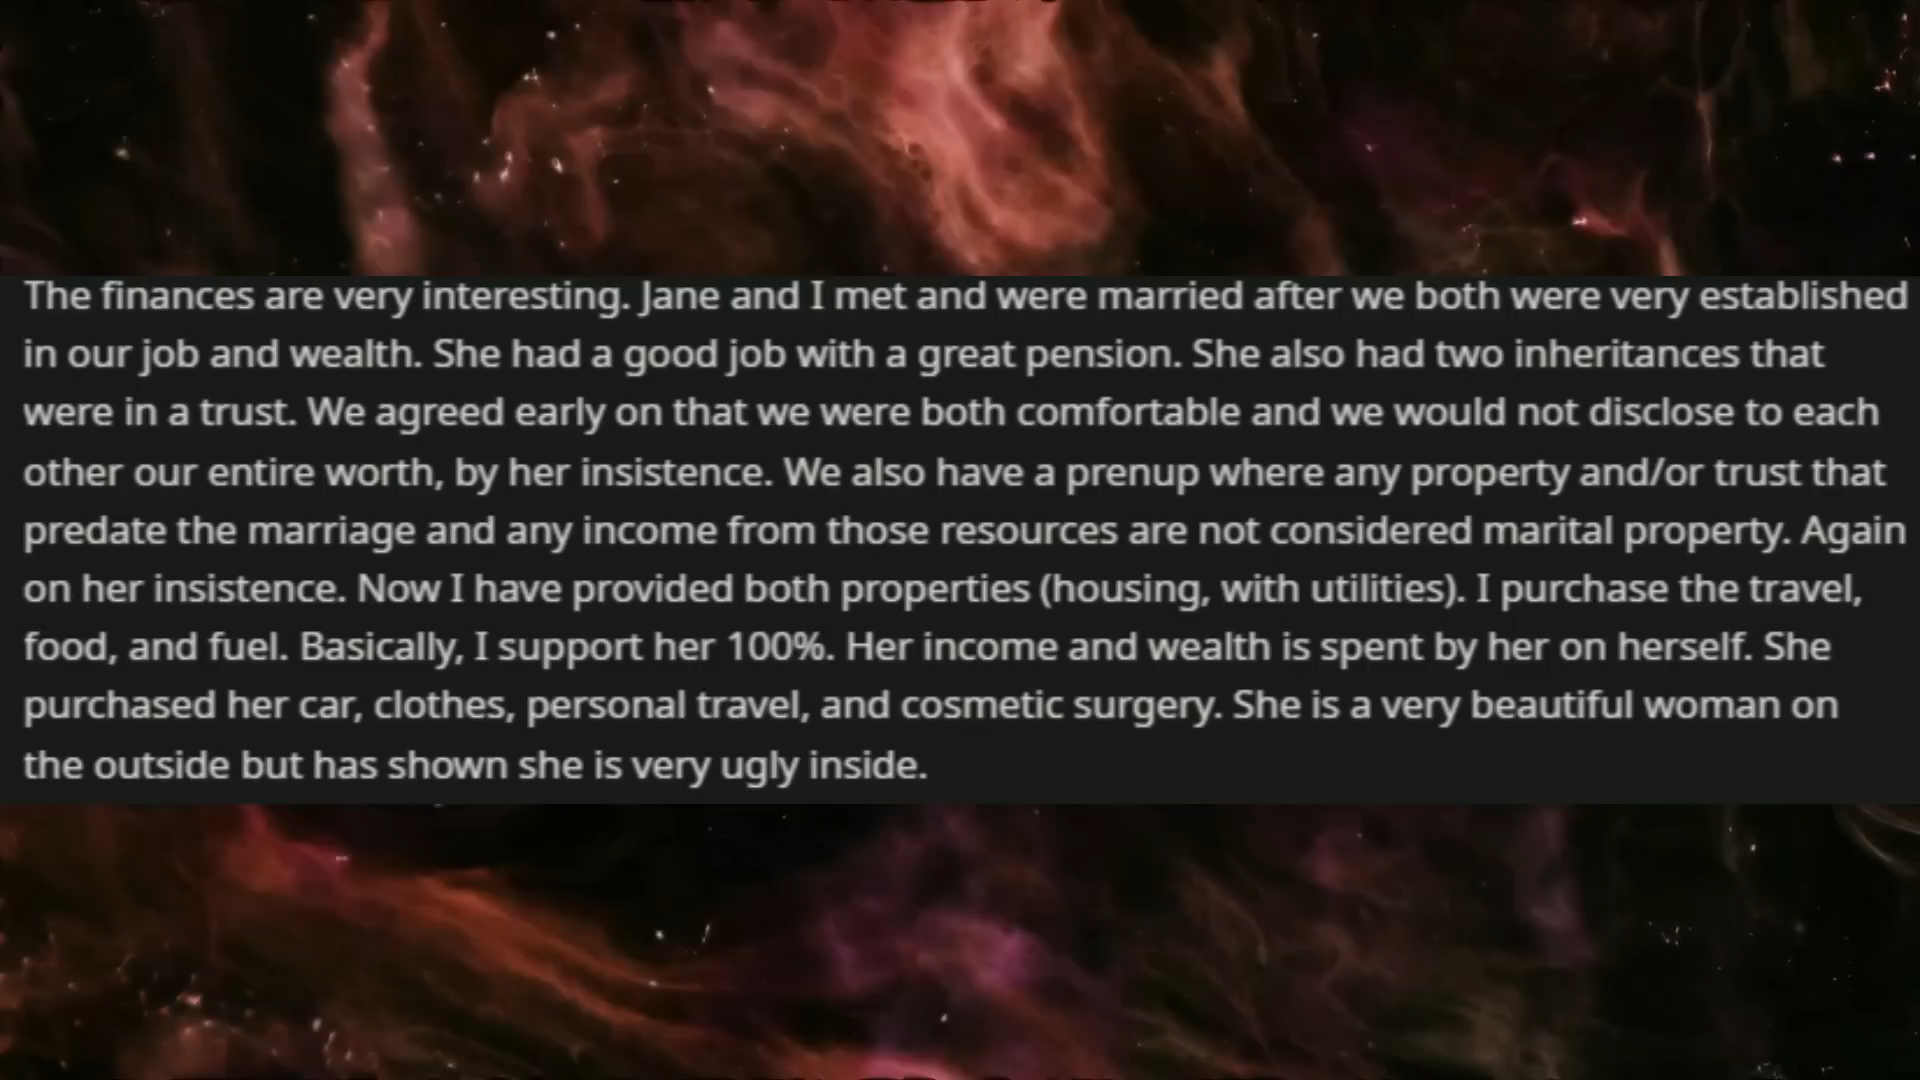 The finances are very interesting. Jane and I met and were married after we both were very established
in our job and wealth. She had a good job with a great pension. She also had two inheritances that
were in a trust. We agreed early on that we were both comfortable and we would not disclose to each
other our entire worth, by her insistence. We also have a prenup where any property and/or trust that
predate the marriage and any income from those resources are not considered marital property. Again
on her insistence. Now I have provided both properties (housing, with utilities). I purchase the travel,
food, and fuel. Basically, I support her 100%. Her income and wealth is spent by her on herself. She
purchased her car, clothes, personal travel, and cosmetic surgery. She is a very beautiful woman on
the outside but has shown she is very ugly inside.